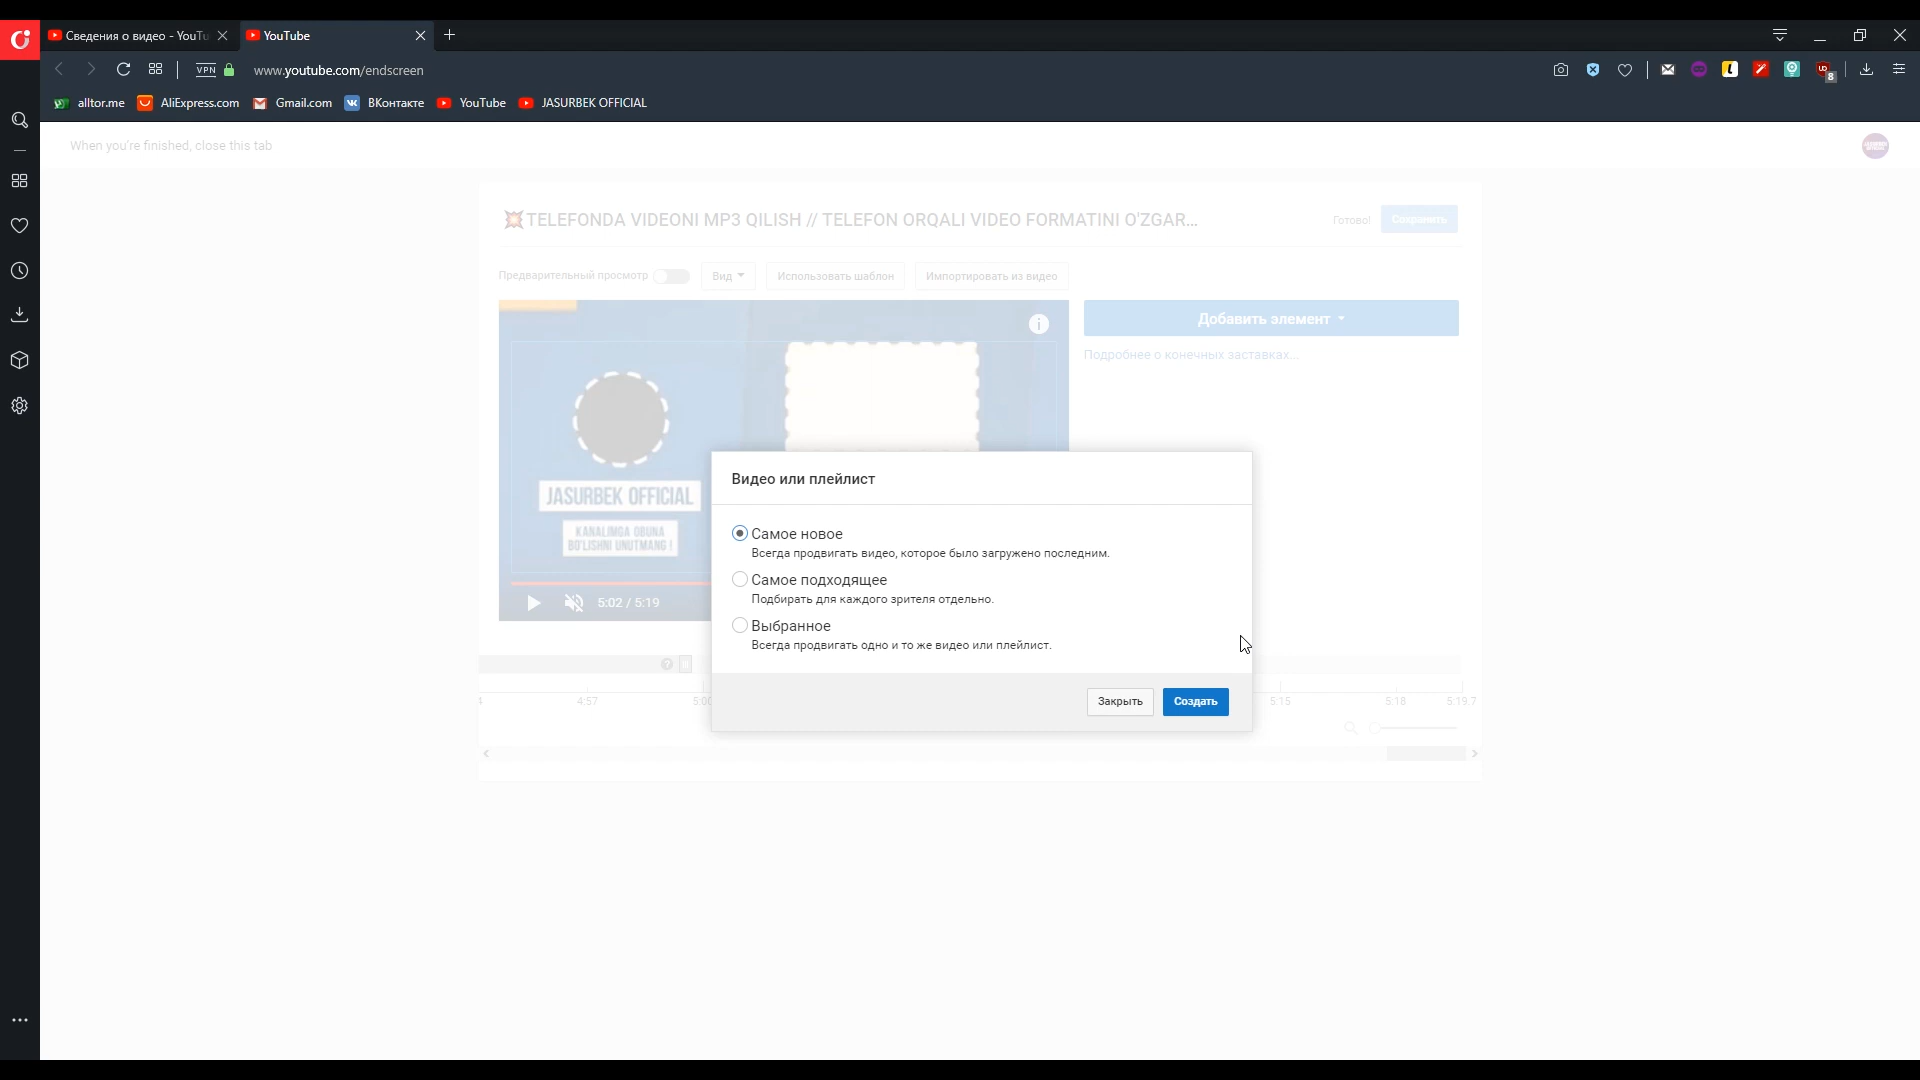 Сведения о видео - YouTu
YouTube
VPN
www.youtube.com/endscreen
8
alltor.me
AliExpress.com
Gmail.com
ВКонтакте
YouTube
JASURBEK OFFICIAL
When you're finished, close this tab
TELEFONDA VIDEONI MP3 QILISH // TELEFON ORQALI VIDEO FORMATINI O'ZGAR...
Готово!
Сохранить
Предварительный просмотр
Вид
Использовать шаблон
Импортировать из видео
Добавить элемент
Подробнее о конечных заставках...
JASURBEK OFFICIAL
KANALIMGA OBUNA
BO'LISHNI UNUTMANG !
5:02 / 5:19
Видео или плейлист
Самое новое
Всегда продвигать видео, которое было загружено последним.
Самое подходящее
Подбирать для каждого зрителя отдельно.
Выбранное
Всегда продвигать одно и то же видео или плейлист.
Закрыть
Создать
4:57
5:00
5:15
5:18
5:19.7